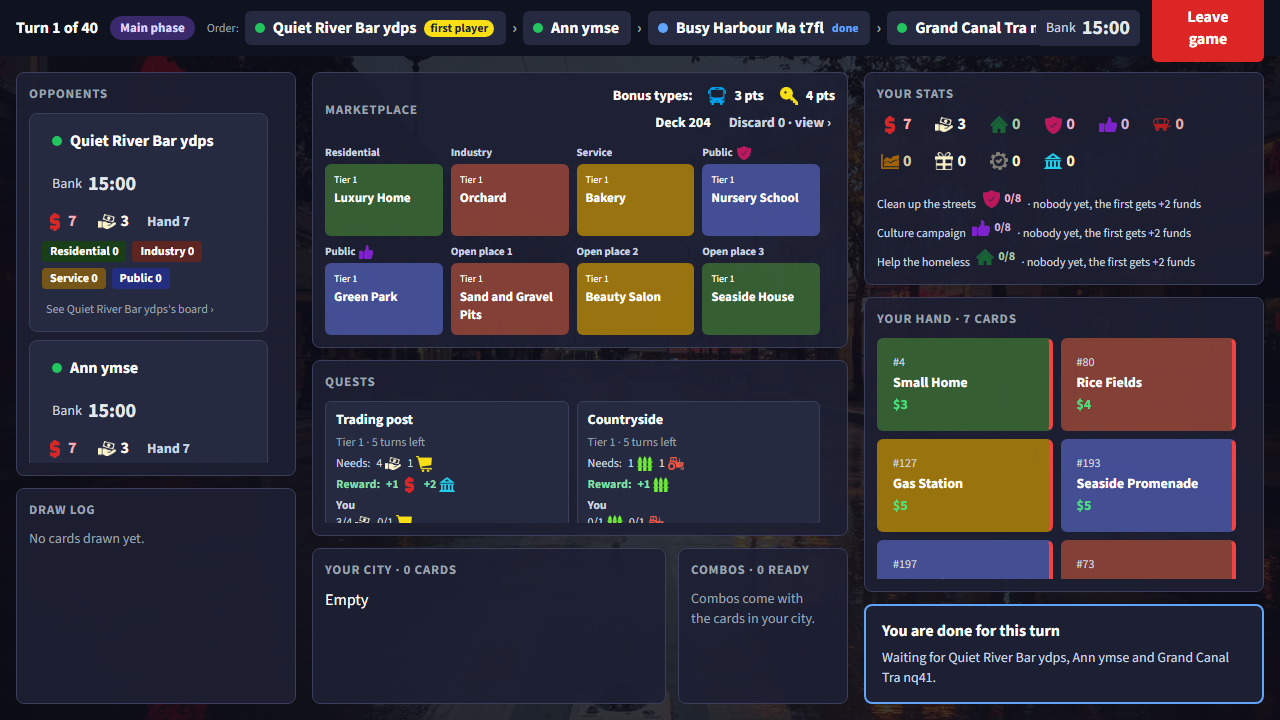 Turn 1 of 40 Main phase Order: Quiet River Bar ydps first player › Ann ymse › Busy Harbour Ma t7fl done › Grand Canal Tra Bank 15:00 Leave game
OPPONENTS
Quiet River Bar ydps
Bank 15:00
7 3 Hand 7
Residential 0 Industry 0
Service 0 Public 0
See Quiet River Bar ydps's board ›
Ann ymse
Bank 15:00
7 3 Hand 7
DRAW LOG
No cards drawn yet.
MARKETPLACE
Bonus types: 3 pts 4 pts
Deck 204 Discard 0 · view ›
Residential Industry Service Public
Tier 1 Tier 1 Tier 1 Tier 1
Luxury Home Orchard Bakery Nursery School
Public Open place 1 Open place 2 Open place 3
Tier 1 Tier 1 Tier 1 Tier 1
Green Park Sand and Gravel Pits Beauty Salon Seaside House
QUESTS
Trading post
Tier 1 · 5 turns left
Needs: 4 1
Reward: +1 +2
You
3/4 0/1
Countryside
Tier 1 · 5 turns left
Needs: 1 1
Reward: +1
You
0/1 0/1
YOUR CITY · 0 CARDS
Empty
COMBOS · 0 READY
Combos come with
the cards in your city.
YOUR STATS
7 3 0 0 0 0
0 0 0 0
Clean up the streets 0/8 · nobody yet, the first gets +2 funds
Culture campaign 0/8 · nobody yet, the first gets +2 funds
Help the homeless 0/8 · nobody yet, the first gets +2 funds
YOUR HAND · 7 CARDS
#4
Small Home
$3
#80
Rice Fields
$4
#127
Gas Station
$5
#193
Seaside Promenade
$5
#197
#73
You are done for this turn
Waiting for Quiet River Bar ydps, Ann ymse and Grand Canal
Tra nq41.